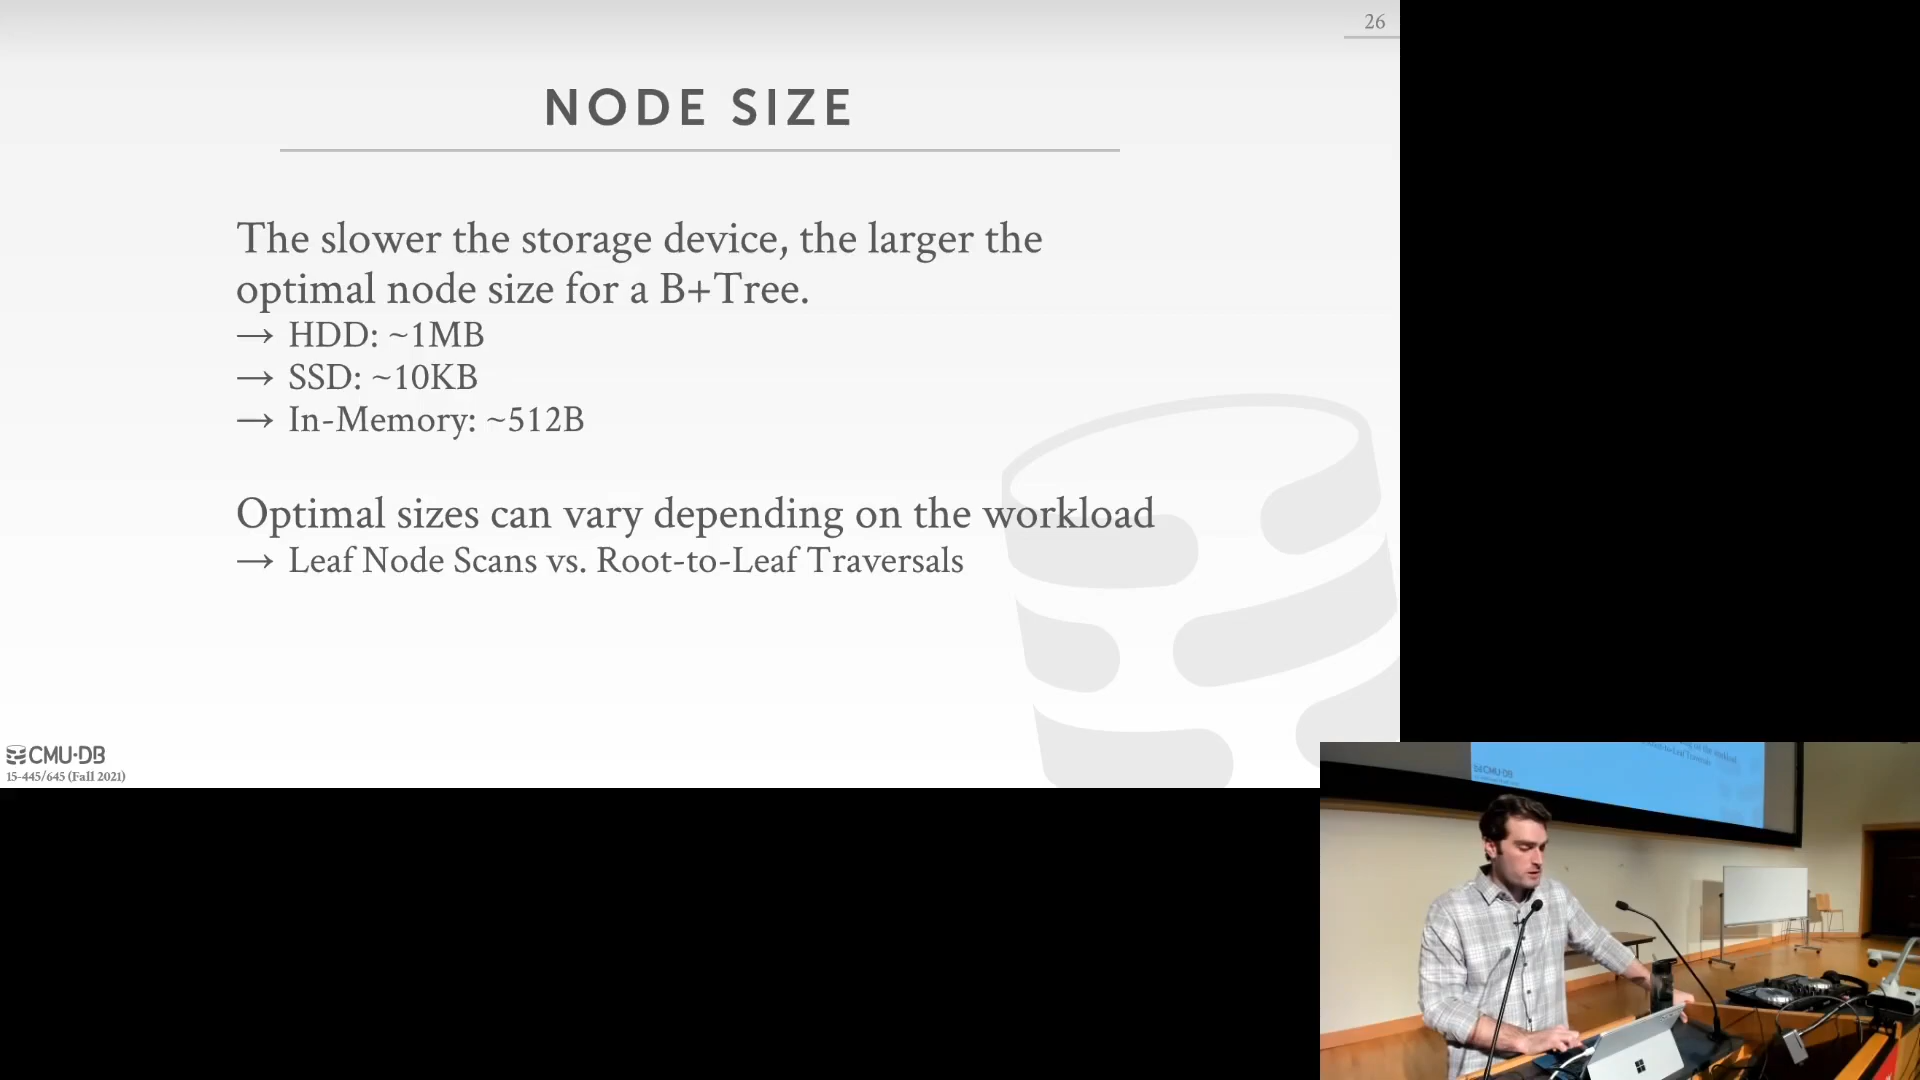 26
NODE SIZE
The slower the storage device, the larger the
optimal node size for a B+Tree.
→ HDD: ~1MB
→ SSD: ~10KB
→ In-Memory: ~512B
Optimal sizes can vary depending on the workload
→ Leaf Node Scans vs. Root-to-Leaf Traversals
CMU·DB
15-445/645 (Fall 2021)